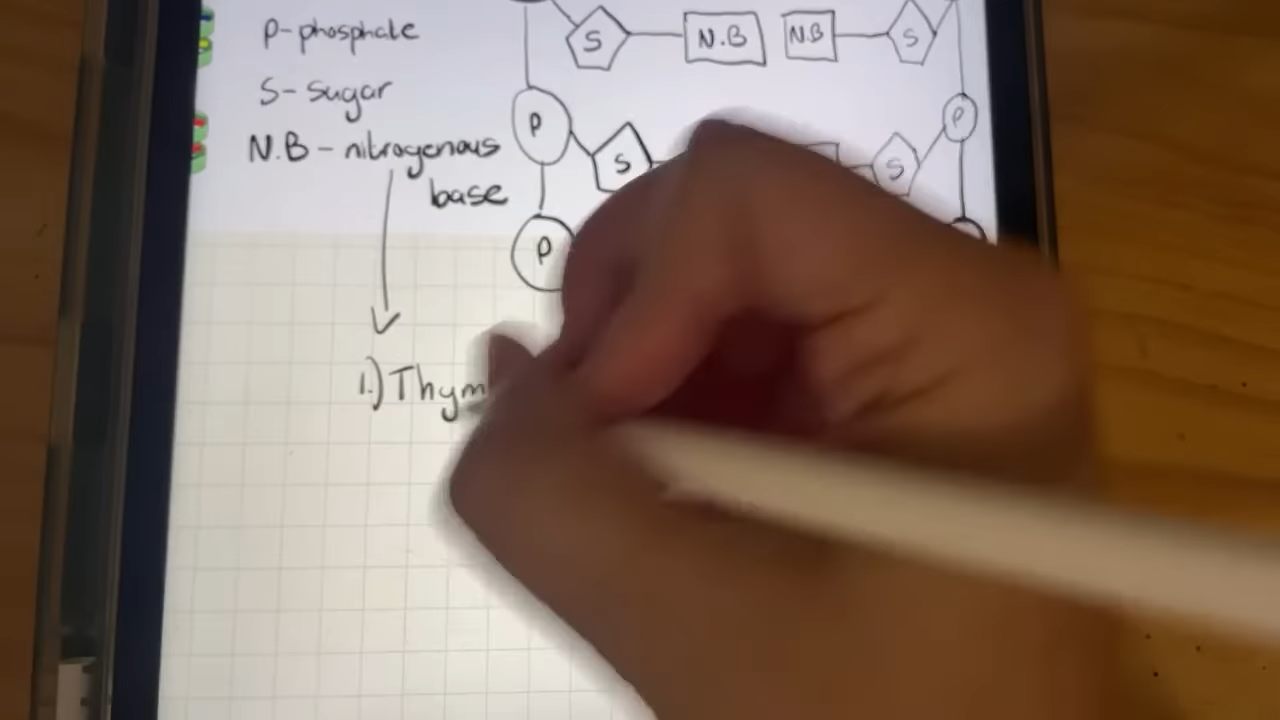 P-phosphate
S-sugar
N.B-nitrogenous
base
1.) Thym
S N.B N.B S
P S S P
P